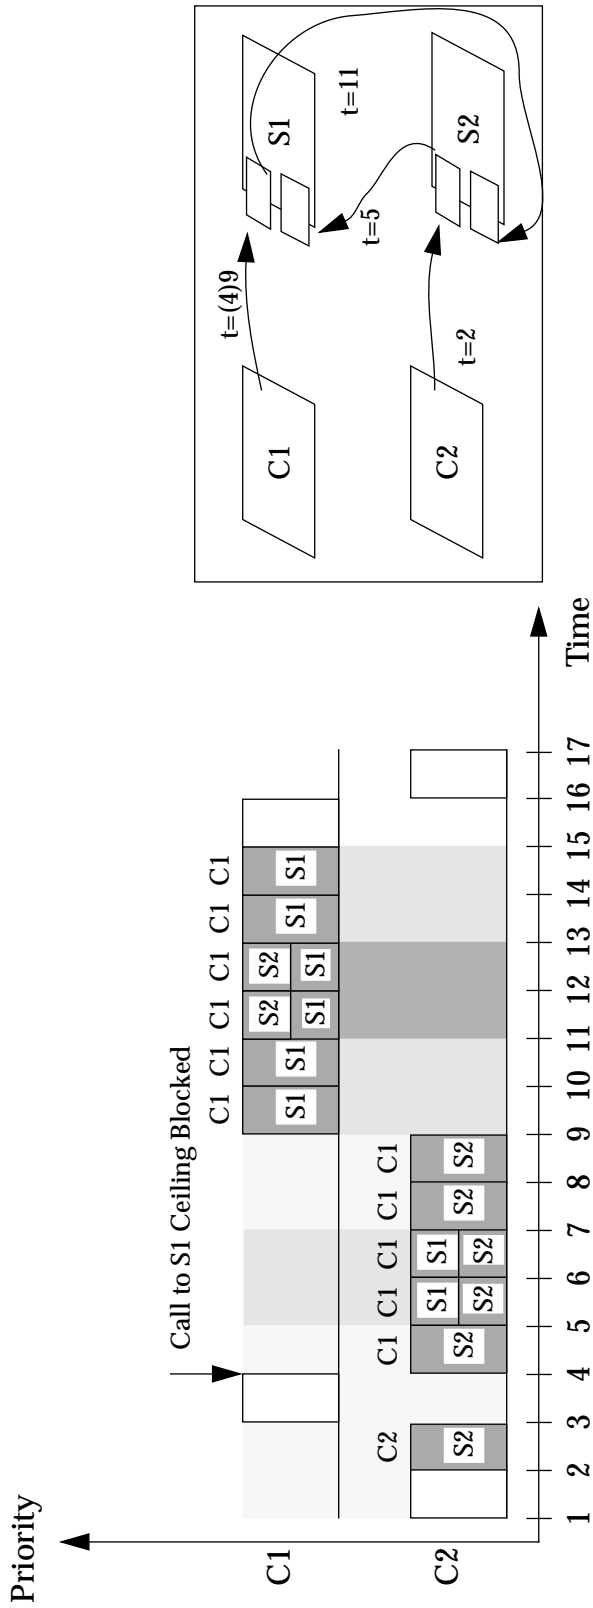 Priority
Call to S1 Ceiling Blocked
C1 C1 C1 C1 C1 C1
C1
S1 S1 S2 S2 S1 S1
S1 S1
C2 C1 C1 C1 C1 C1
C2
S2 S2 S1 S1 S2 S2
S2 S2
1 2 3 4 5 6 7 8 9 10 11 12 13 14 15 16 17
Time
t=(4)9
C1
S1
t=11
t=5
C2
t=2
S2